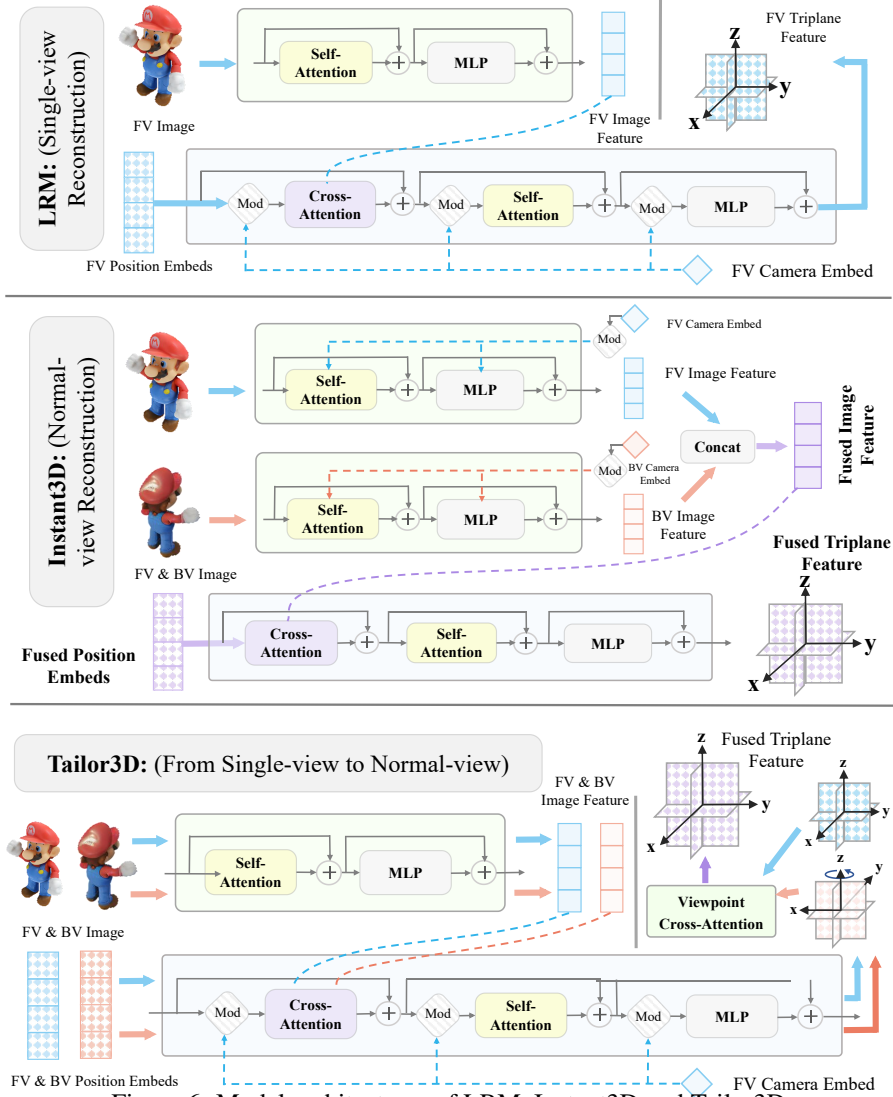 LRM: (Single-view
Reconstruction)
FV Image
Self-
Attention
MLP
FV Image
Feature
FV Triplane
Feature
z
y
x
FV Position Embeds
Mod
Cross-
Attention
Mod
Self-
Attention
Mod
MLP
FV Camera Embed
Instant3D: (Normal-
view Reconstruction)
Self-
Attention
MLP
Mod
FV Camera Embed
FV Image Feature
Concat
Fused Image
Feature
Self-
Attention
MLP
Mod
BV Camera
Embed
BV Image
Feature
FV & BV Image
Fused Triplane
Feature
z
y
x
Fused Position
Embeds
Cross-
Attention
Self-
Attention
MLP
Tailor3D: (From Single-view to Normal-view)
FV & BV
Image Feature
Self-
Attention
MLP
FV & BV Image
z
Fused Triplane
Feature
y
x
z
y
x
z
y
x
Viewpoint
Cross-Attention
Mod
Cross-
Attention
Mod
Self-
Attention
Mod
MLP
FV & BV Position Embeds
FV Camera Embed